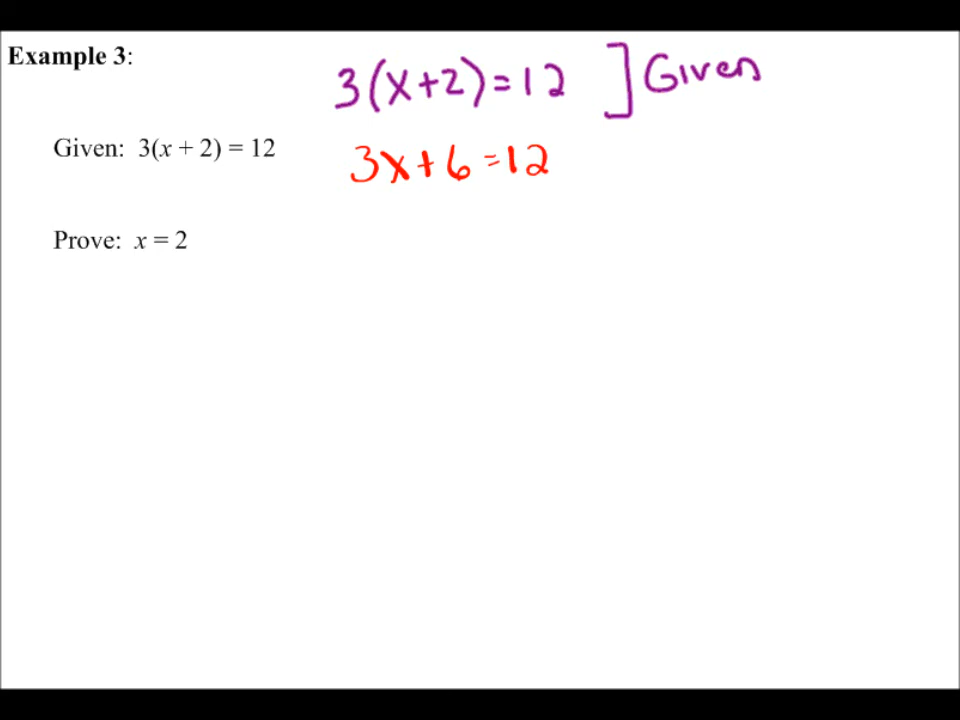 Example 3:
3(x+2)=12 ] Given
Given: 3(x + 2) = 12
3x+6=12
Prove: x = 2